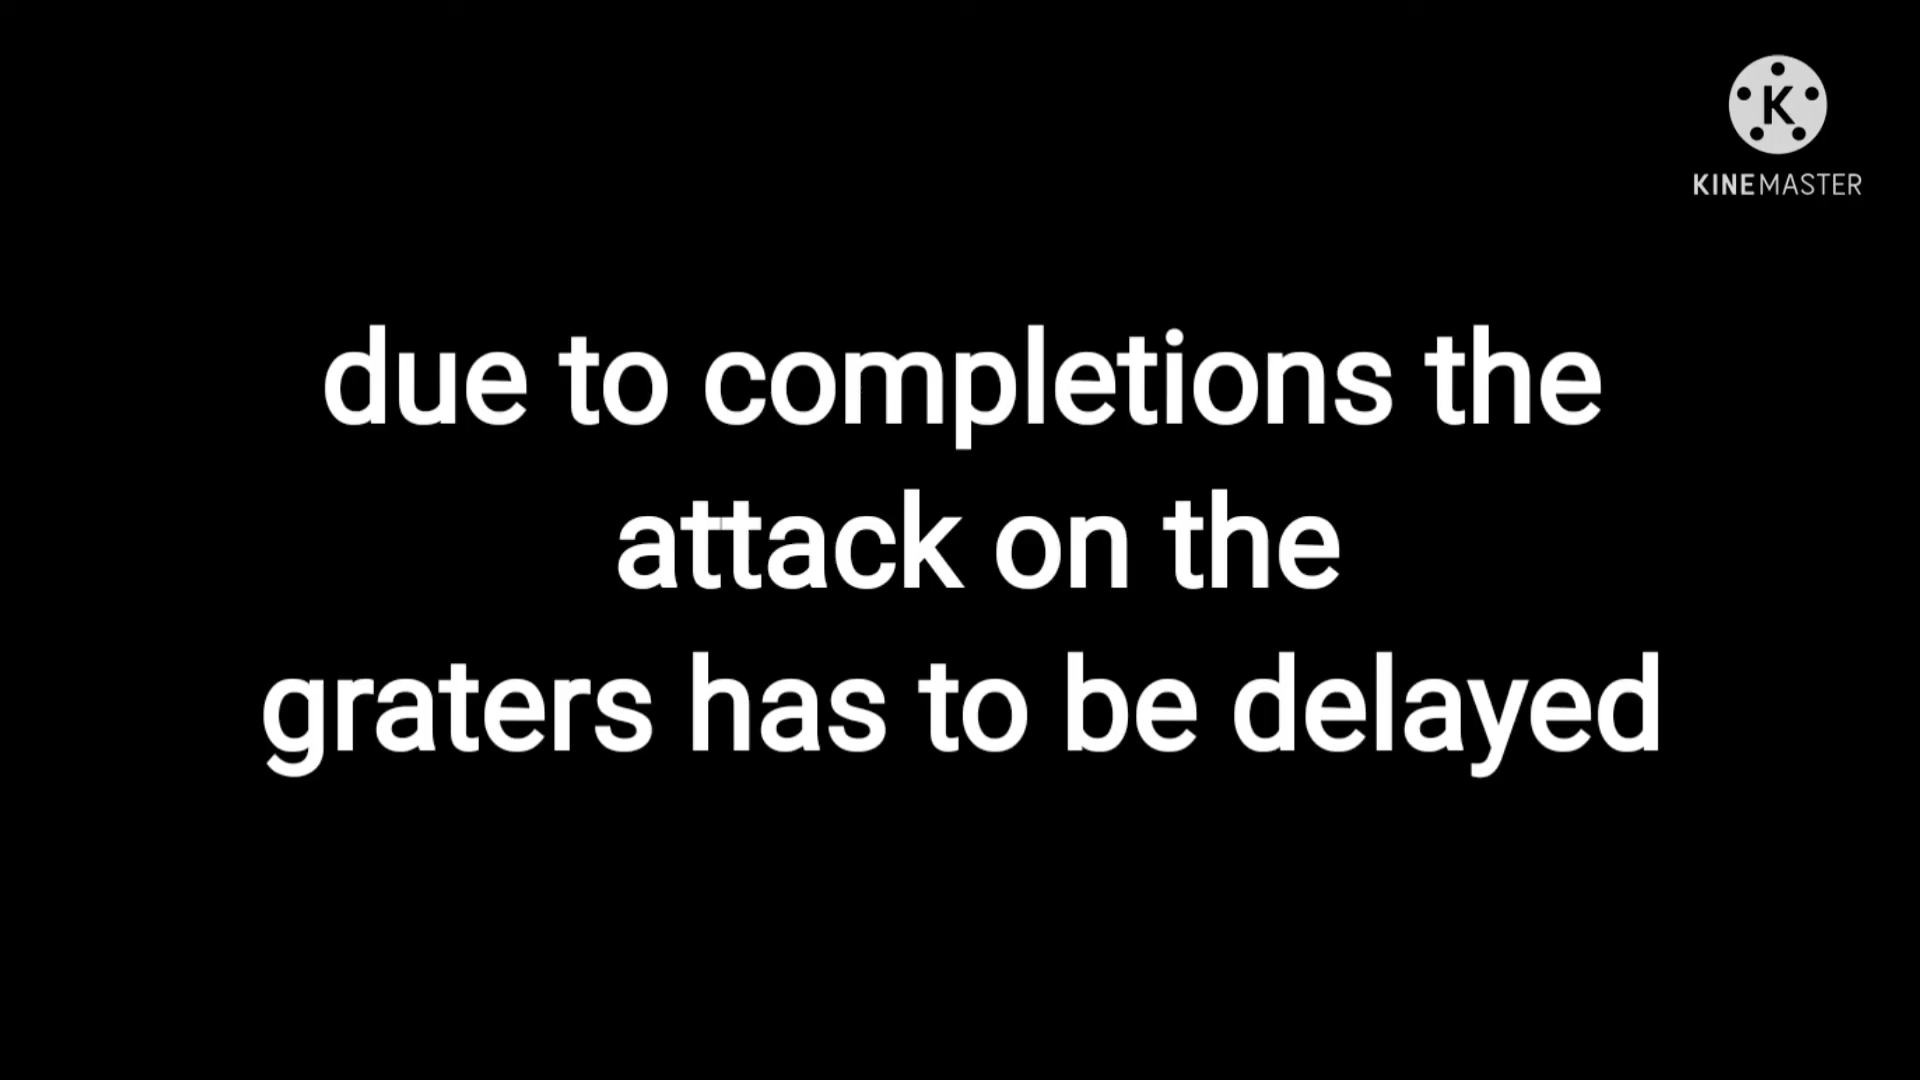 K
KINEMASTER
due to completions the
attack on the
graters has to be delayed